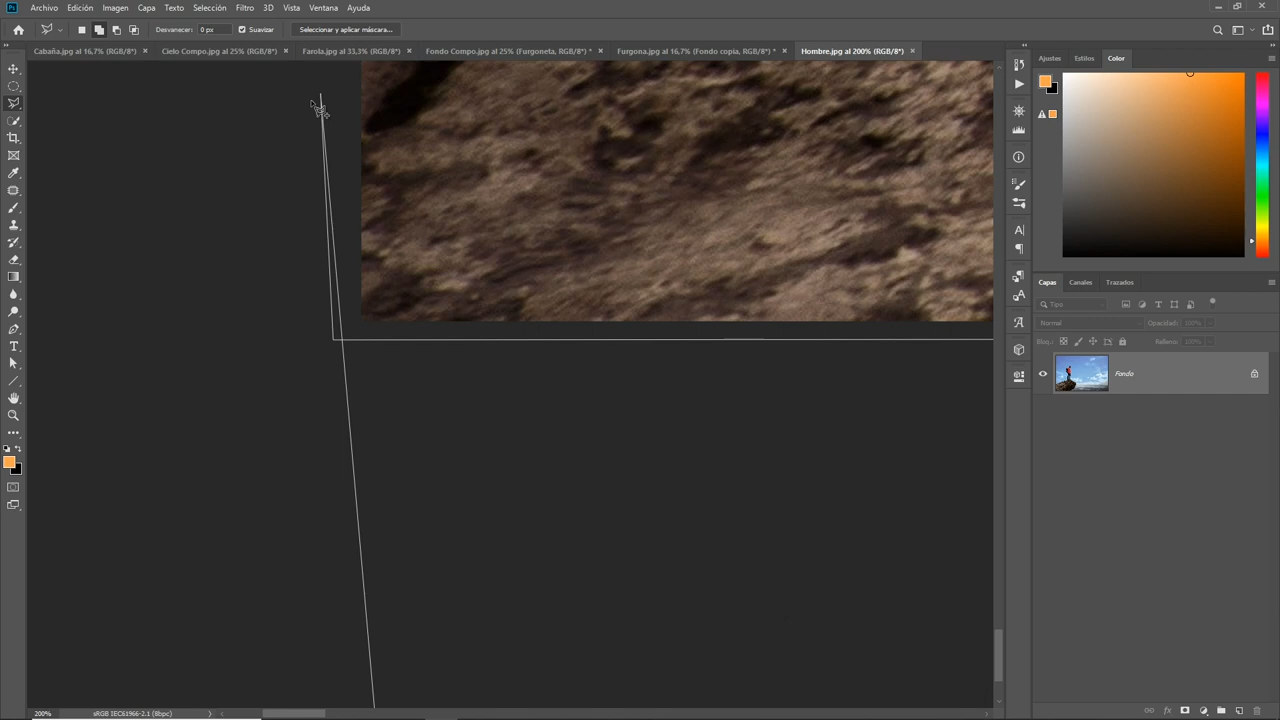 Ps Archivo Edición Imagen Capa Texto Selección Filtro 3D Vista Ventana Ayuda
Desvanecer: 0 px Suavizar Seleccionar y aplicar máscara...
Cabaña.jpg al 16,7% (RGB/8*) Cielo Compo.jpg al 25% (RGB/8*) Farola.jpg al 33,3% (RGB/8*) Fondo Compo.jpg al 25% (Furgoneta, RGB/8*) * Furgona.jpg al 16,7% (Fondo copia, RGB/8*) * Hombre.jpg al 200% (RGB/8*)
Ajustes Estilos Color
Capas Canales Trazados
Tipo
Normal Opacidad: 100%
Bloq.: Relleno: 100%
Fondo
200% sRGB IEC61966-2.1 (8bpc)